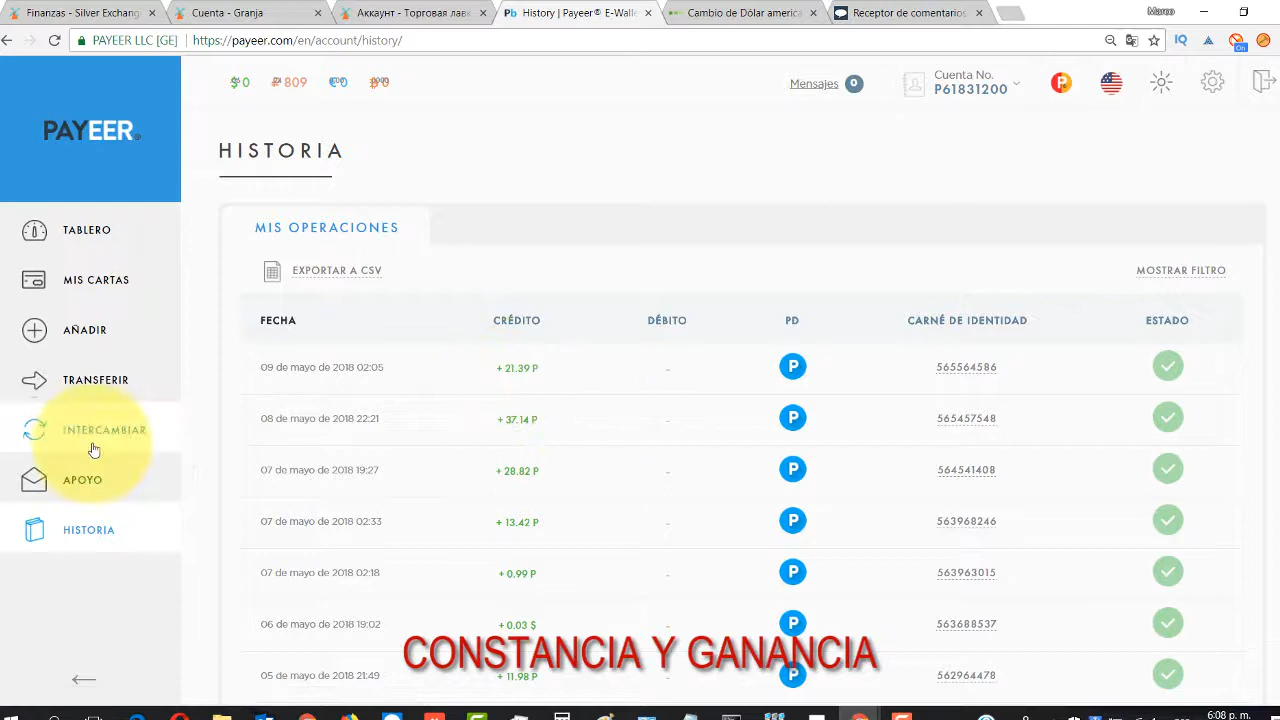 Finanzas - Silver Exchang
Cuenta - Granja
Аккаунт - Торговая лавк
Pb History | Payeer® E-Walle
Cambio de Dólar america
Receptor de comentarios
Marco
PAYEER LLC [GE] https://payeer.com/en/account/history/
IQ
On
PAYEER
$ 0
₽ 809
€ 0
Mensajes 0
Cuenta No.
P61831200
HISTORIA
TABLERO
MIS CARTAS
AÑADIR
TRANSFERIR
INTERCAMBIAR
APOYO
HISTORIA
MIS OPERACIONES
EXPORTAR A CSV MOSTRAR FILTRO
FECHA CRÉDITO DÉBITO PD CARNÉ DE IDENTIDAD ESTADO
09 de mayo de 2018 02:05 + 21.39 P - P 565564586
08 de mayo de 2018 22:21 + 37.14 P - P 565457548
07 de mayo de 2018 19:27 + 28.82 P - P 564541408
07 de mayo de 2018 02:33 + 13.42 P - P 563968246
07 de mayo de 2018 02:18 + 0.99 P - P 563963015
06 de mayo de 2018 19:02 + 0.03 $ - P 563688537
05 de mayo de 2018 21:49 + 11.98 P - P 562964478
CONSTANCIA Y GANANCIA
6:08 p. m.